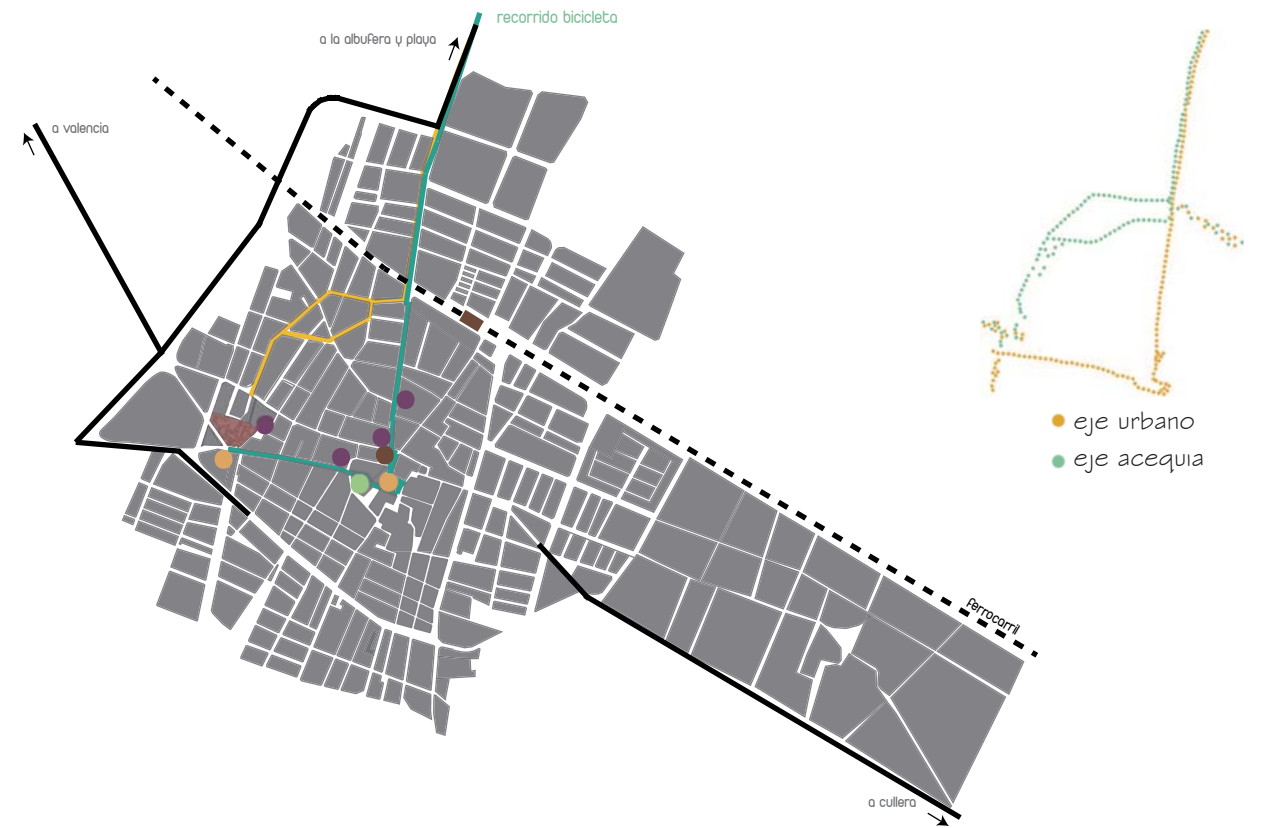 recorrido bicicleta
a la albufera y playa
a valencia
eje urbano
eje acequia
ferrocarril
a cullera